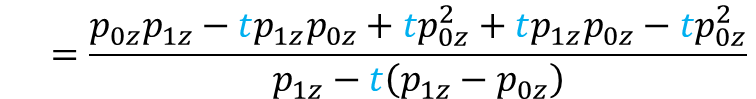 = \frac{p_{0z}p_{1z} - tp_{1z}p_{0z} + tp_{0z}^2 + tp_{1z}p_{0z} - tp_{0z}^2}{p_{1z} - t(p_{1z} - p_{0z})}